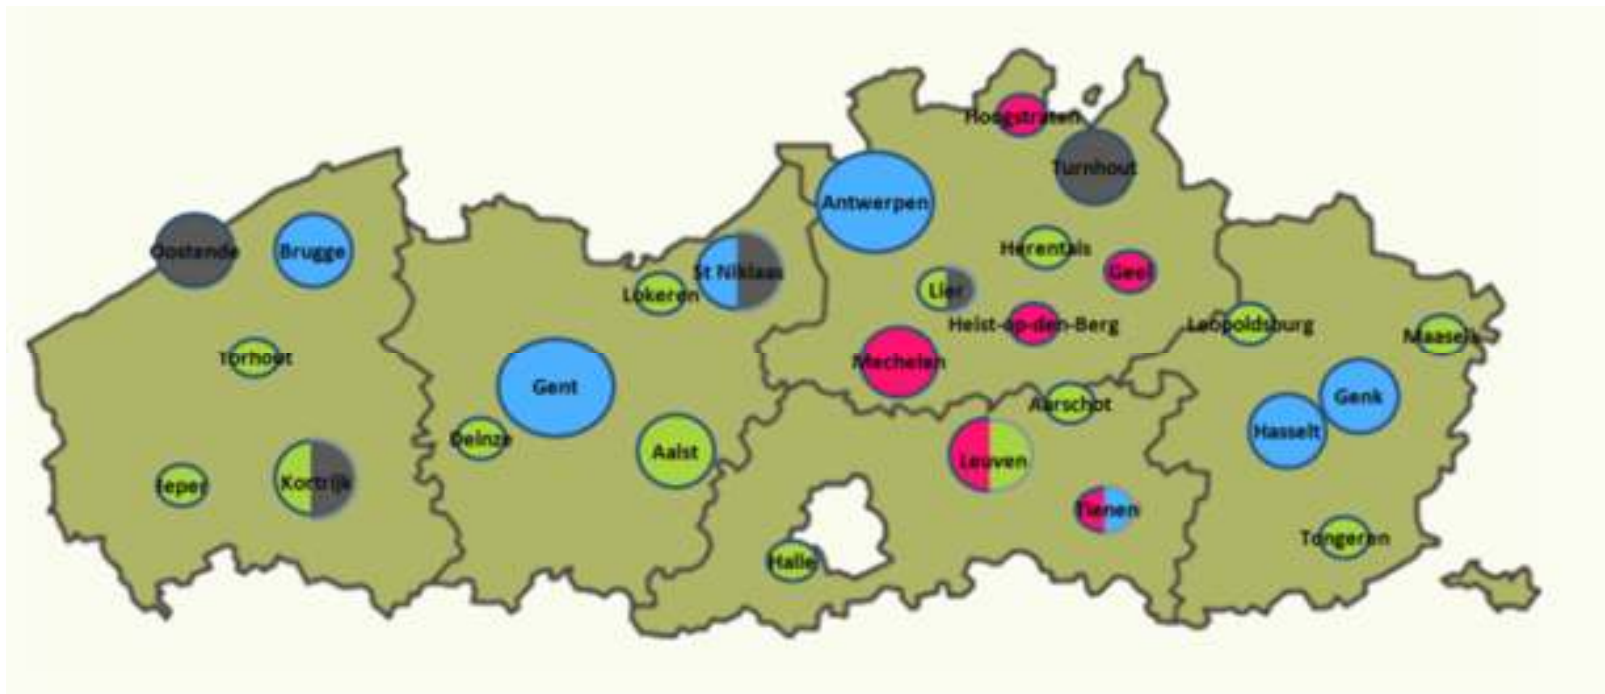 Hoogstraten
Turnhout
Antwerpen
Oostende
Brugge
Herentals
St Niklaas
Geel
Lokeren
Lier
Heist-op-den-Berg
Leopoldsburg
Maaseik
Torhout
Mechelen
Gent
Genk
Aarschot
Hasselt
Deinze
Aalst
Leuven
Ieper
Kortrijk
Tienen
Tongeren
Halle